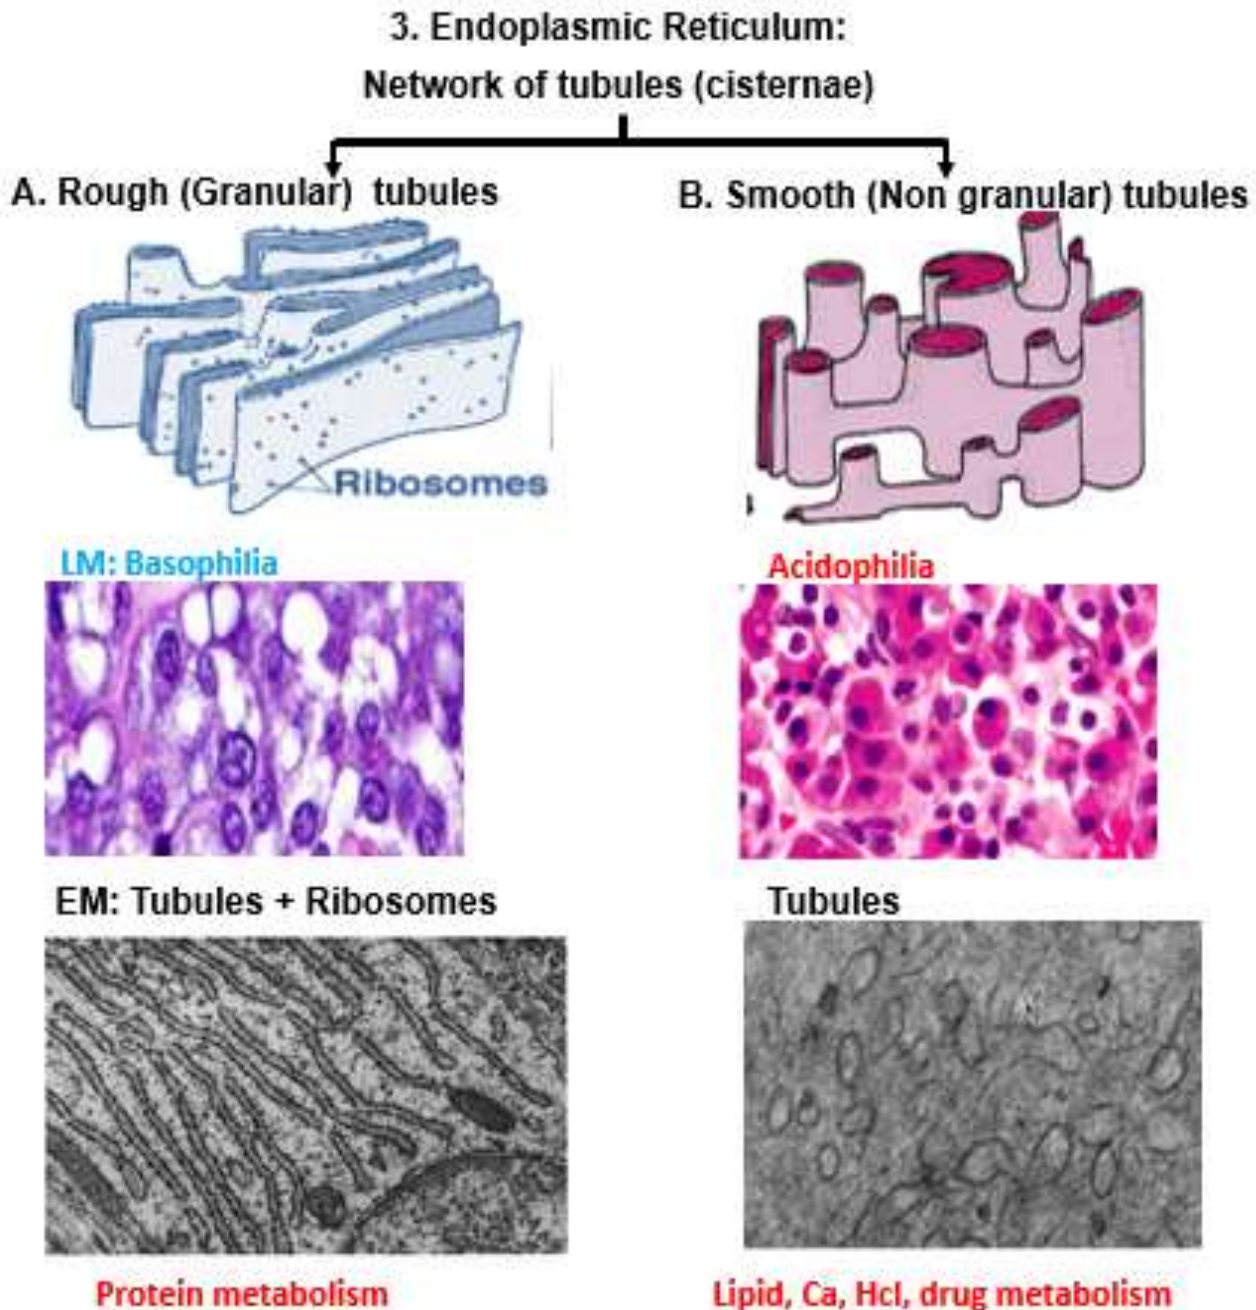 3. Endoplasmic Reticulum:
Network of tubules (cisternae)
A. Rough (Granular) tubules
B. Smooth (Non granular) tubules
Ribosomes
LM: Basophilia
Acidophilia
EM: Tubules + Ribosomes
Tubules
Protein metabolism
Lipid, Ca, Hcl, drug metabolism